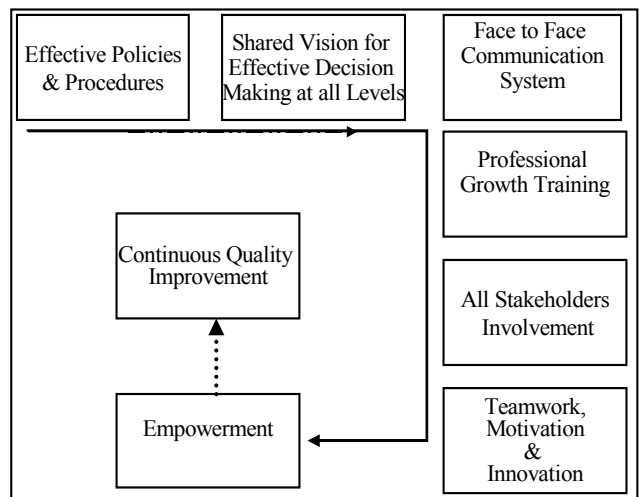 Effective Policies
& Procedures
Shared Vision for
Effective Decision
Making at all Levels
Face to Face
Communication
System
Professional
Growth Training
Continuous Quality
Improvement
All Stakeholders
Involvement
Empowerment
Teamwork,
Motivation
&
Innovation